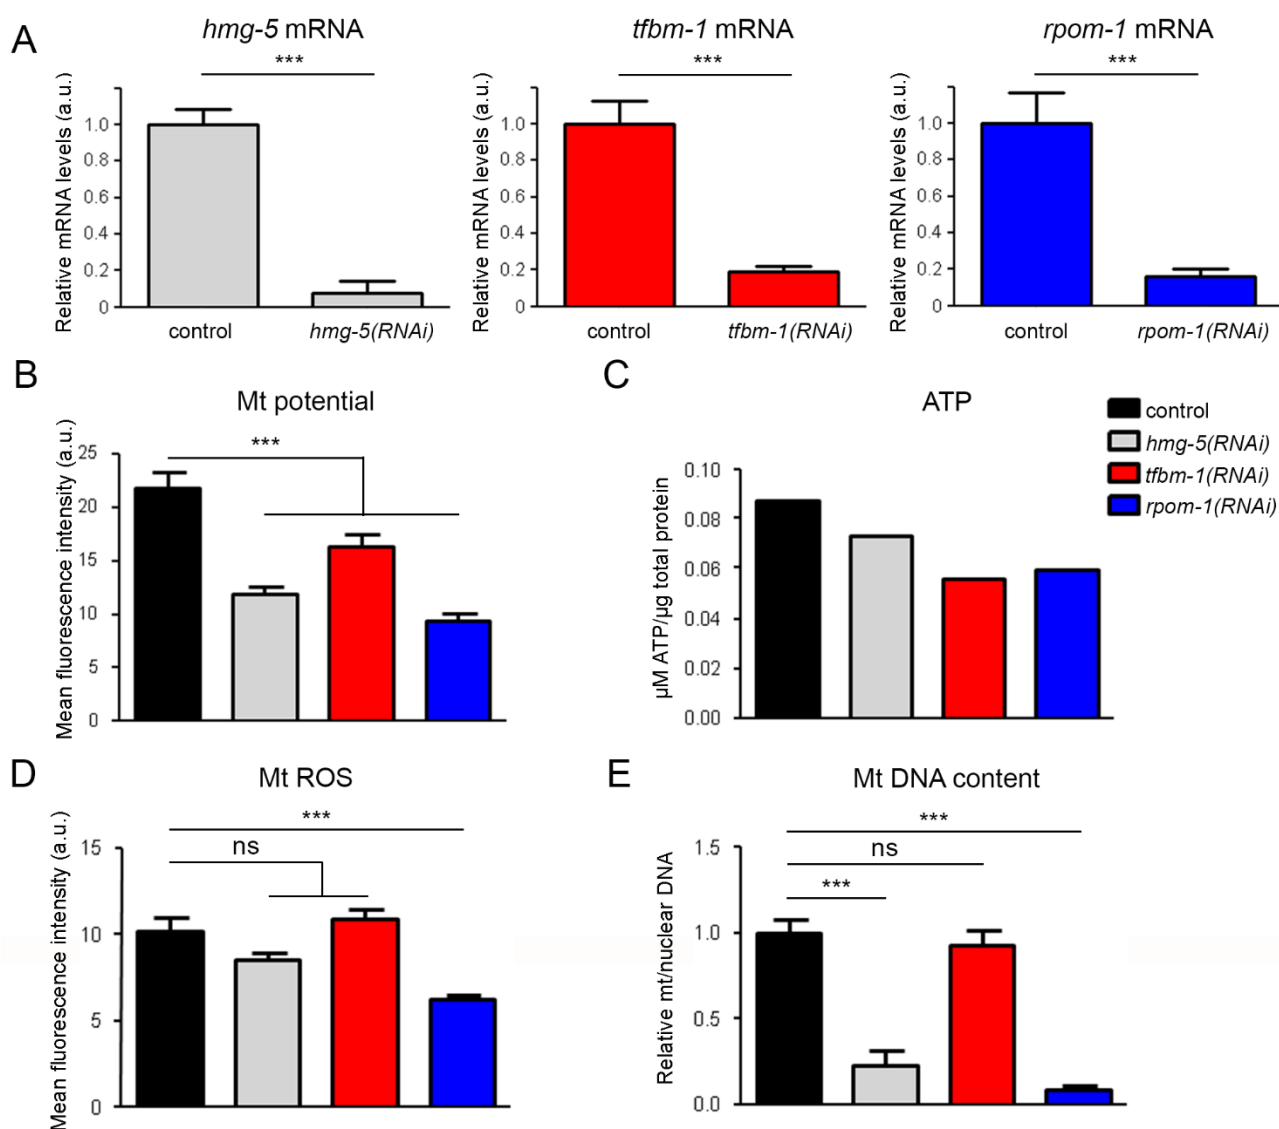 A
hmg-5 mRNA
***
Relative mRNA levels (a.u.)
1.0
0.8
0.6
0.4
0.2
0
control
hmg-5(RNAi)
tfbm-1 mRNA
***
Relative mRNA levels (a.u.)
1.0
0.8
0.6
0.4
0.2
0
control
tfbm-1(RNAi)
rpom-1 mRNA
***
Relative mRNA levels (a.u.)
1.0
0.8
0.6
0.4
0.2
0
control
rpom-1(RNAi)
B
Mt potential
***
Mean fluorescence intensity (a.u.)
25
20
15
10
5
0
C
ATP
control
hmg-5(RNAi)
tfbm-1(RNAi)
rpom-1(RNAi)
µM ATP/µg total protein
0.10
0.08
0.06
0.04
0.02
0.00
D
Mt ROS
***
ns
Mean fluorescence intensity (a.u.)
15
10
5
0
E
Mt DNA content
***
ns
***
Relative mt/nuclear DNA
1.5
1.0
0.5
0.0